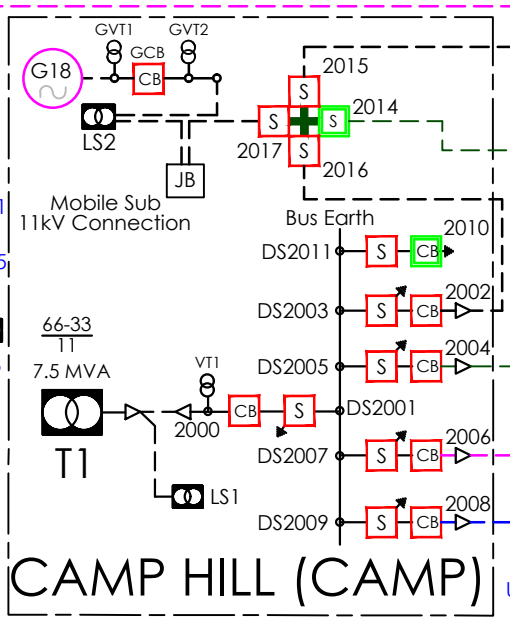 GVT1
GVT2
GCB
G18
CB
LS2
JB
Mobile Sub
11kV Connection
2015
S
2014
S
S
2017
S
2016
Bus Earth
2010
DS2011
S
CB
2002
DS2003
S
CB
2004
DS2005
S
CB
66-33
11
7.5 MVA
VT1
CB
S
DS2001
2000
T1
2006
DS2007
S
CB
LS1
2008
DS2009
S
CB
CAMP HILL (CAMP)
1
5
U